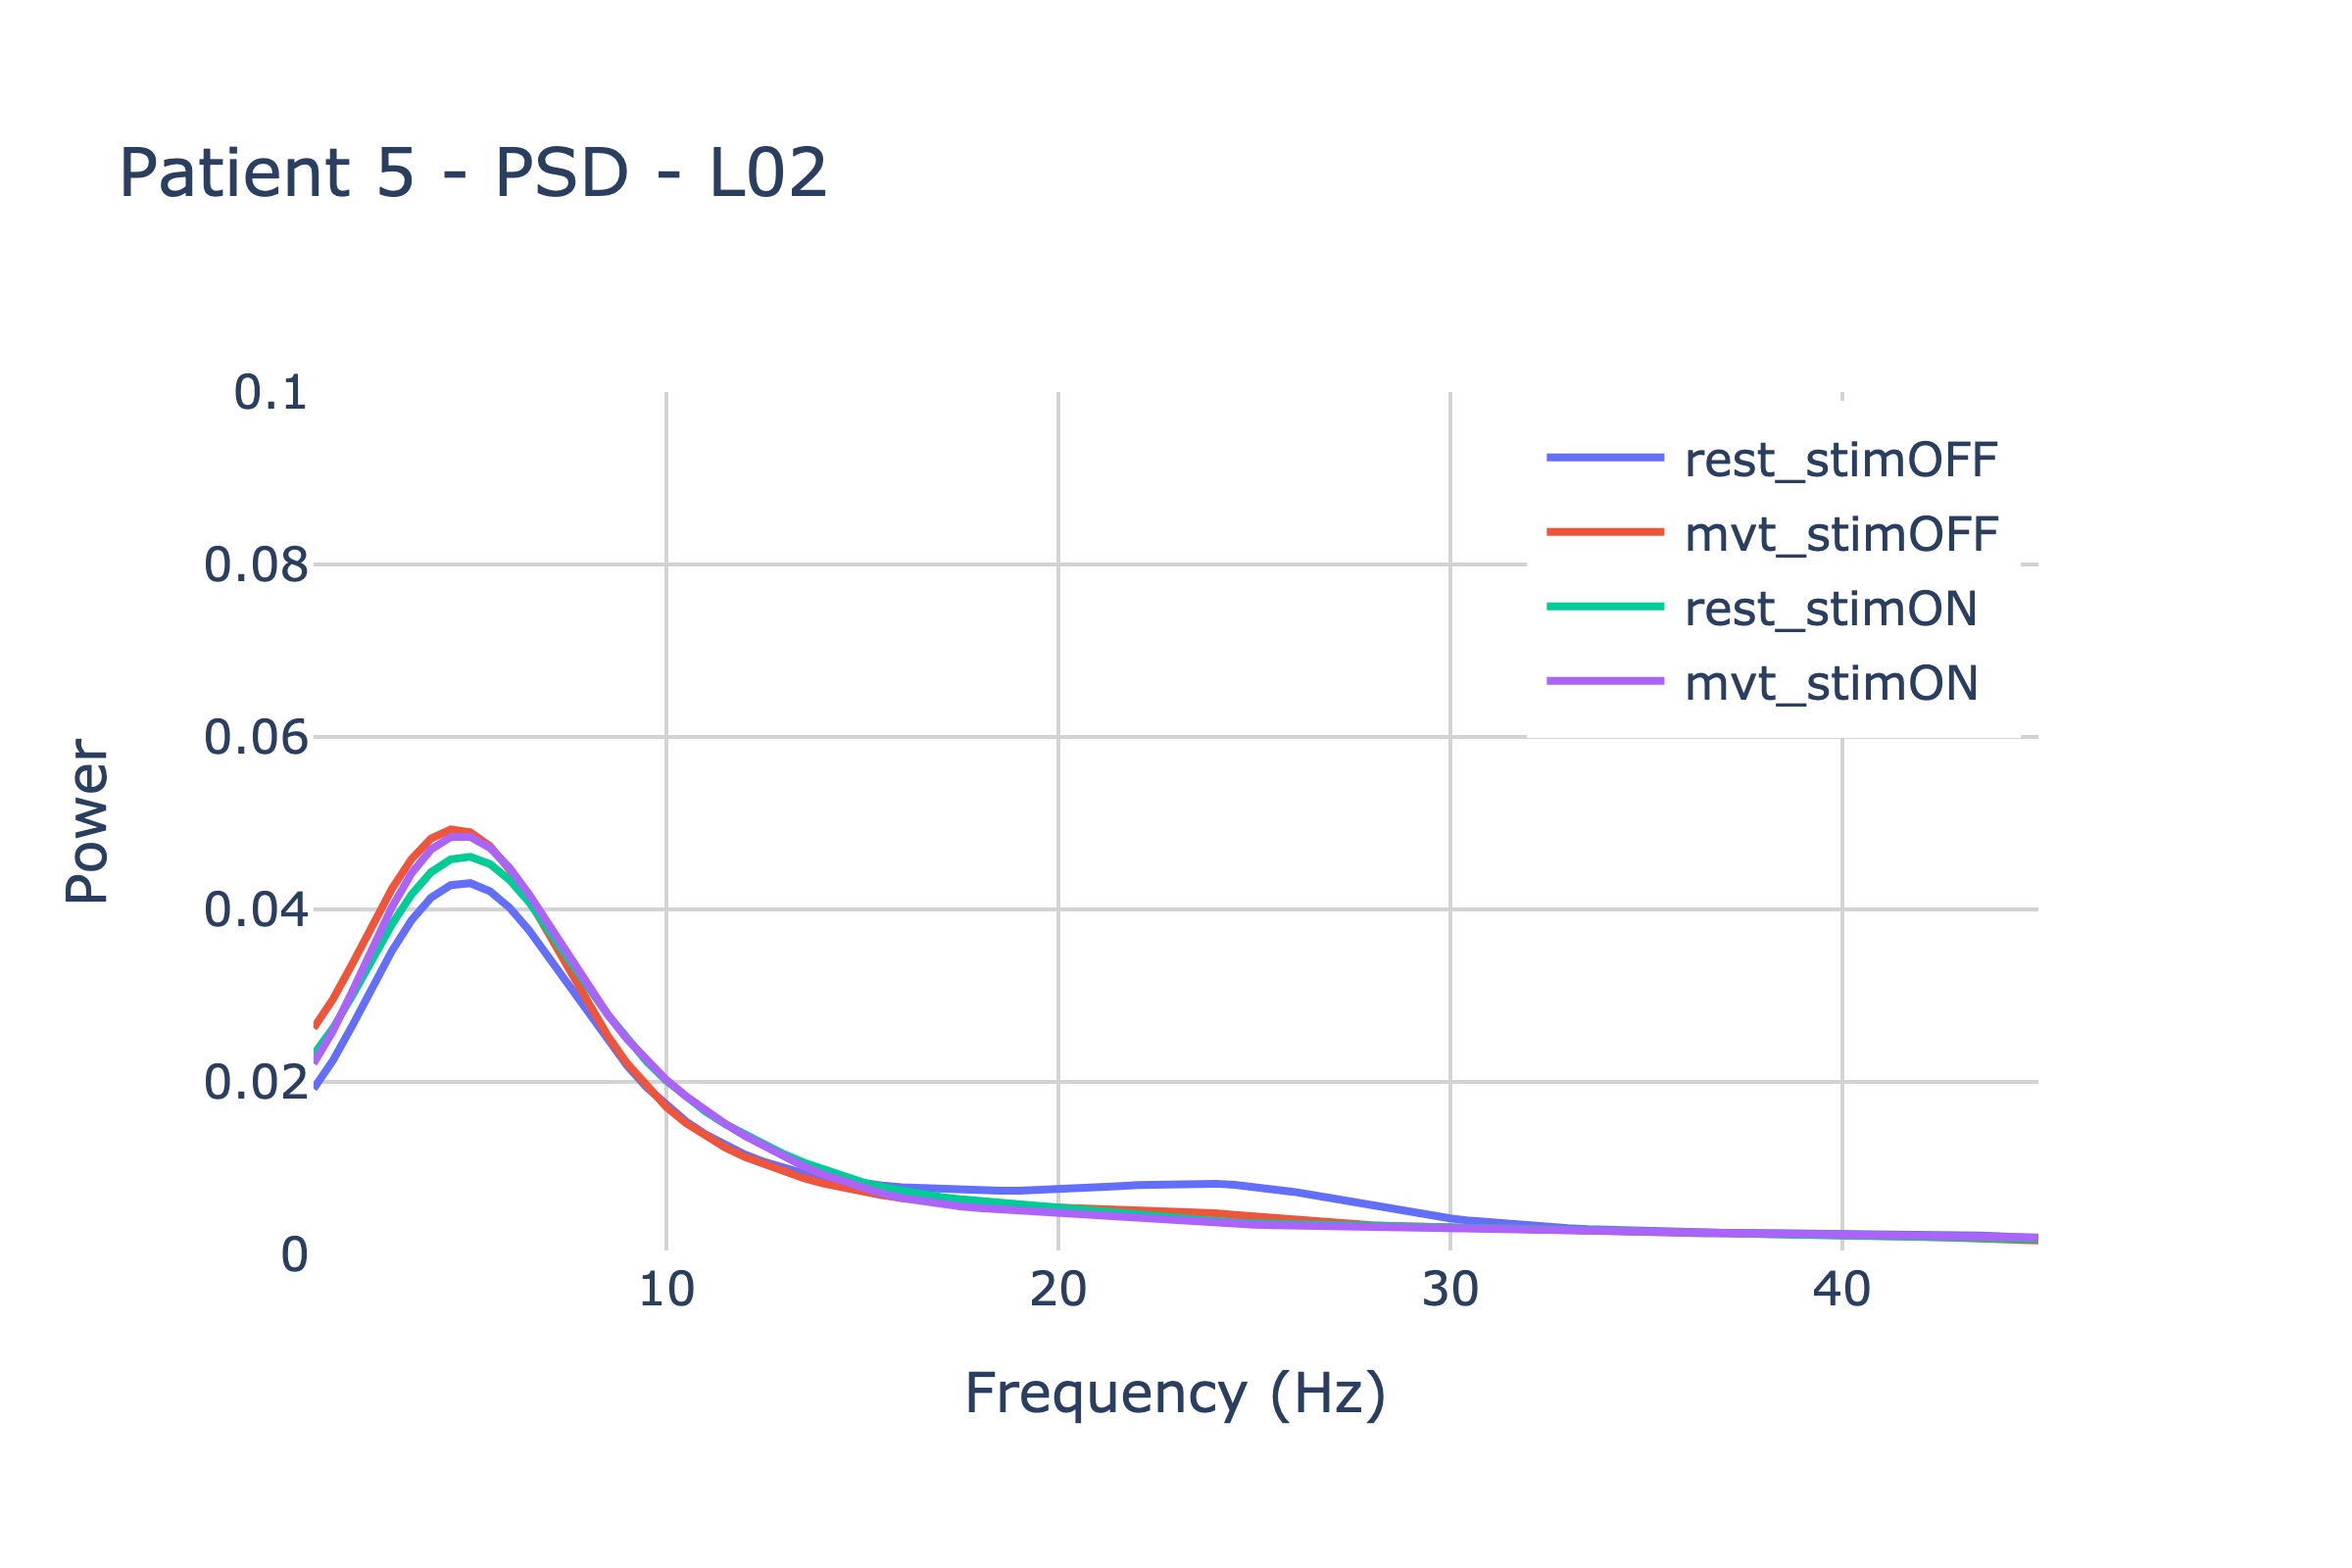 Patient 5 - PSD - L02
0.1
0.08
0.06
0.04
0.02
0
Power
10
20
30
40
Frequency (Hz)
rest_stimOFF
mvt_stimOFF
rest_stimON
mvt_stimON